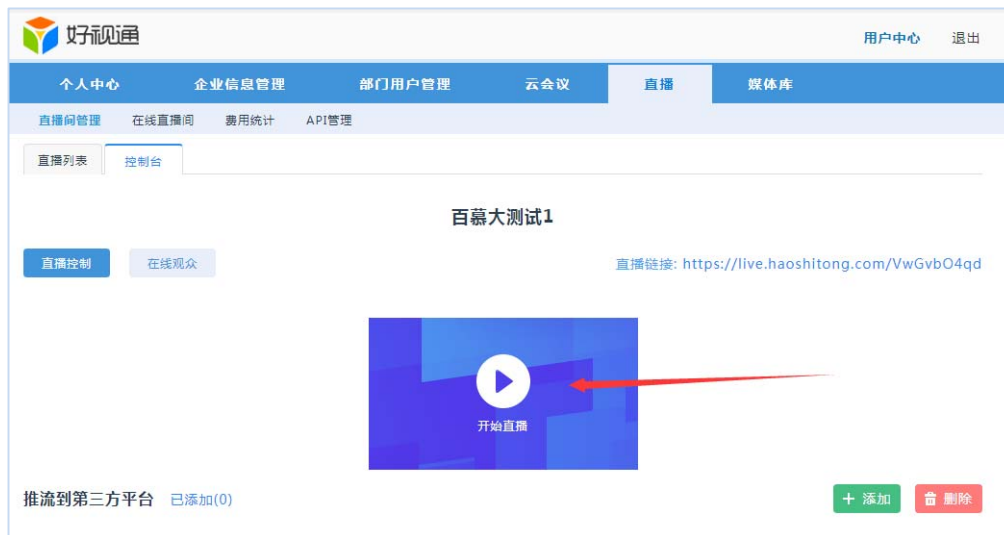 好视通
用户中心 退出
个人中心 企业信息管理 部门用户管理 云会议 直播 媒体库
直播间管理 在线直播间 费用统计 API管理
直播列表 控制台
百慕大测试1
直播控制 在线观众 直播链接: https://live.haoshitong.com/VwGvbO4qd
开始直播
推流到第三方平台 已添加(0) + 添加 删除